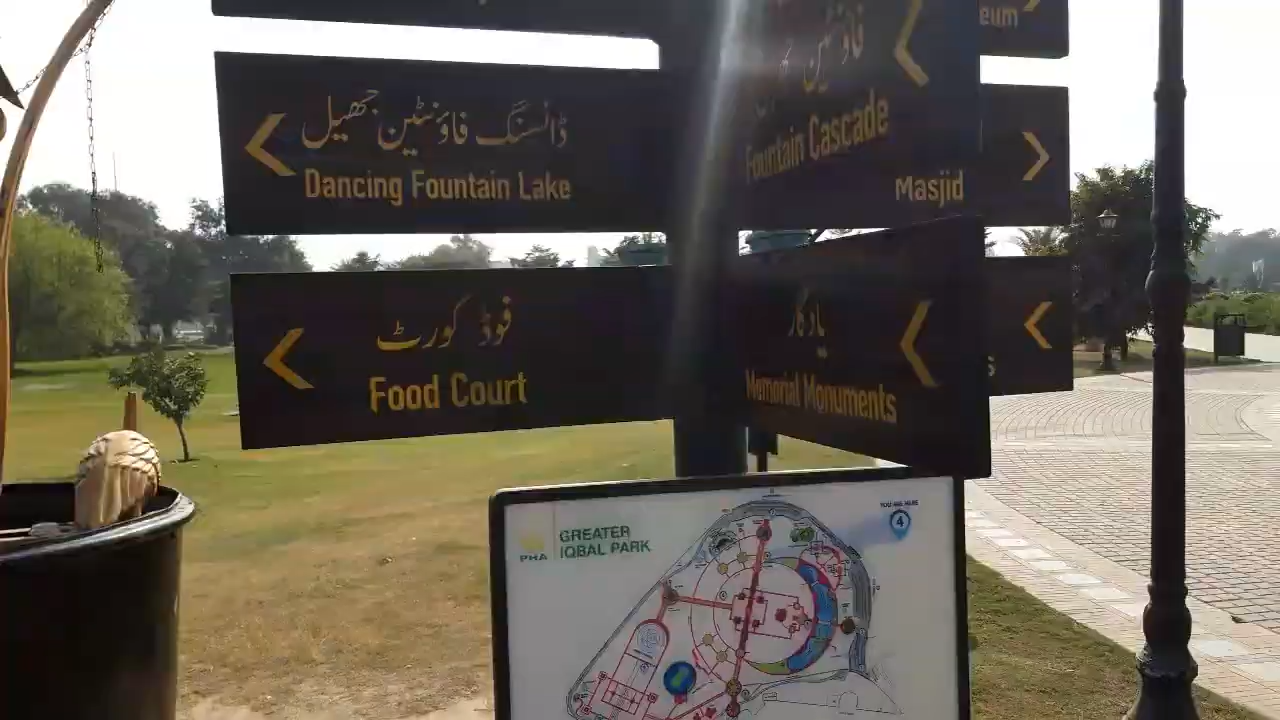 ڈانسنگ فاؤنٹین جھیل
Dancing Fountain Lake
فوڈ کورٹ
Food Court
فاؤنٹین
Fountain Cascade
یادگار
Memorial Monuments
eum
Masjid
s
PHA
GREATER
IQBAL PARK
YOU ARE HERE
4